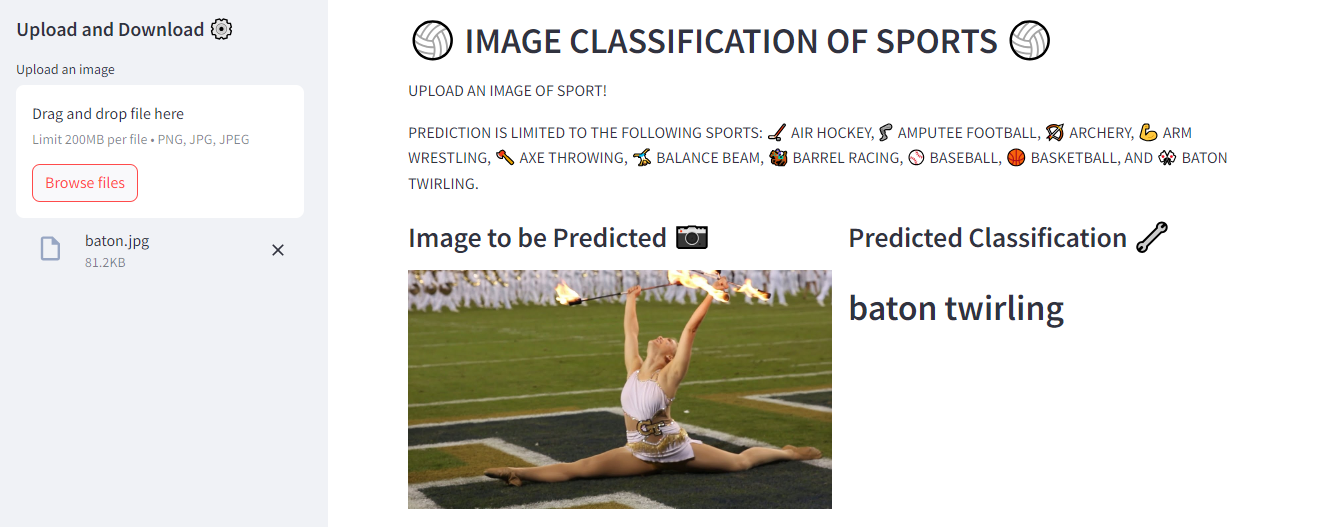 Upload and Download
Upload an image
Drag and drop file here
Limit 200MB per file • PNG, JPG, JPEG
Browse files
baton.jpg
81.2KB
IMAGE CLASSIFICATION OF SPORTS
UPLOAD AN IMAGE OF SPORT!
PREDICTION IS LIMITED TO THE FOLLOWING SPORTS: AIR HOCKEY, AMPUTEE FOOTBALL, ARCHERY, ARM
WRESTLING, AXE THROWING, BALANCE BEAM, BARREL RACING, BASEBALL, BASKETBALL, AND BATON
TWIRLING.
Image to be Predicted
Predicted Classification
baton twirling
GT